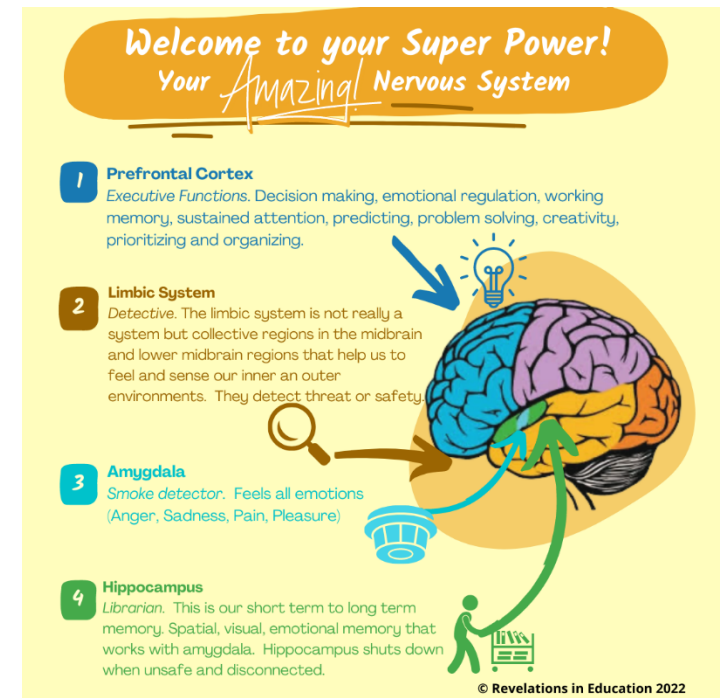 Welcome to your Super Power!
Your Amazing! Nervous System
1
Prefrontal Cortex
Executive Functions. Decision making, emotional regulation, working
memory, sustained attention, predicting, problem solving, creativity,
prioritizing and organizing.
2
Limbic System
Detective. The limbic system is not really a
system but collective regions in the midbrain
and lower midbrain regions that help us to
feel and sense our inner an outer
environments. They detect threat or safety.
3
Amygdala
Smoke detector. Feels all emotions
(Anger, Sadness, Pain, Pleasure)
4
Hippocampus
Librarian. This is our short term to long term
memory. Spatial, visual, emotional memory that
works with amygdala. Hippocampus shuts down
when unsafe and disconnected.
© Revelations in Education 2022